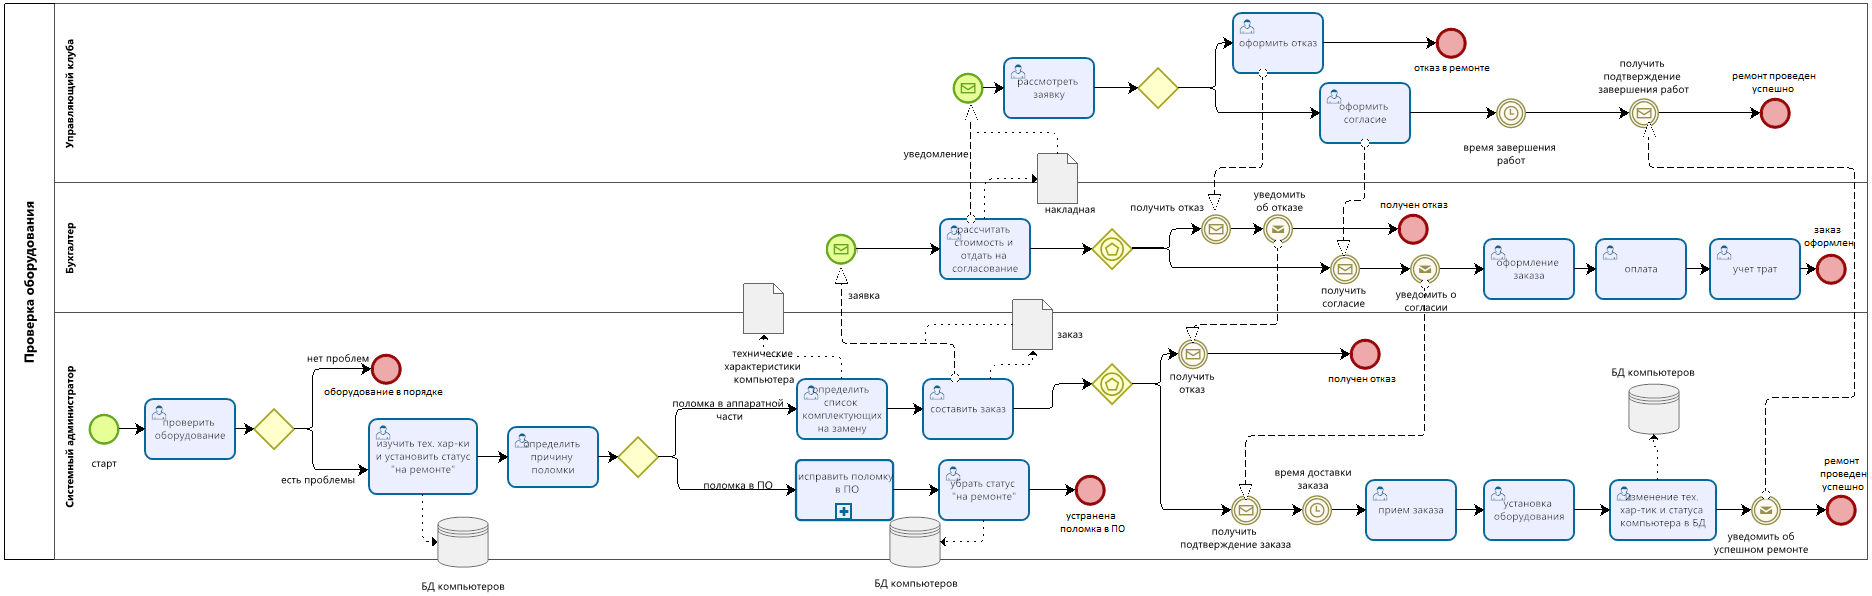 Проверка оборудования
Управляющий клуба
оформить отказ
отказ в ремонте
рассмотреть
заявку
оформить
согласие
время завершения
работ
получить
подтверждение
завершения работ
ремонт проведен
успешно
уведомление
накладная
Бухгалтер
заявка
рассчитать
стоимость и
отдать на
согласование
получить отказ
уведомить
об отказе
получен отказ
получить
согласие
уведомить о
согласии
оформление
заказа
оплата
учет трат
заказ
оформлен
Системный администратор
старт
проверить
оборудование
нет проблем
оборудование в порядке
есть проблемы
изучить тех. хар-ки
и установить статус
"на ремонте"
БД компьютеров
определить
причину
поломки
поломка в аппаратной
части
поломка в ПО
технические
характеристики
компьютера
определить
список
комплектующих
на замену
составить заказ
заказ
исправить поломку
в ПО
убрать статус
"на ремонте"
БД компьютеров
устранена
поломка в ПО
получить
отказ
получен отказ
получить
подтверждение заказа
время доставки
заказа
прием заказа
установка
оборудования
БД компьютеров
изменение тех.
хар-тик и статуса
компьютера в БД
уведомить об
успешном ремонте
ремонт
проведен
успешно